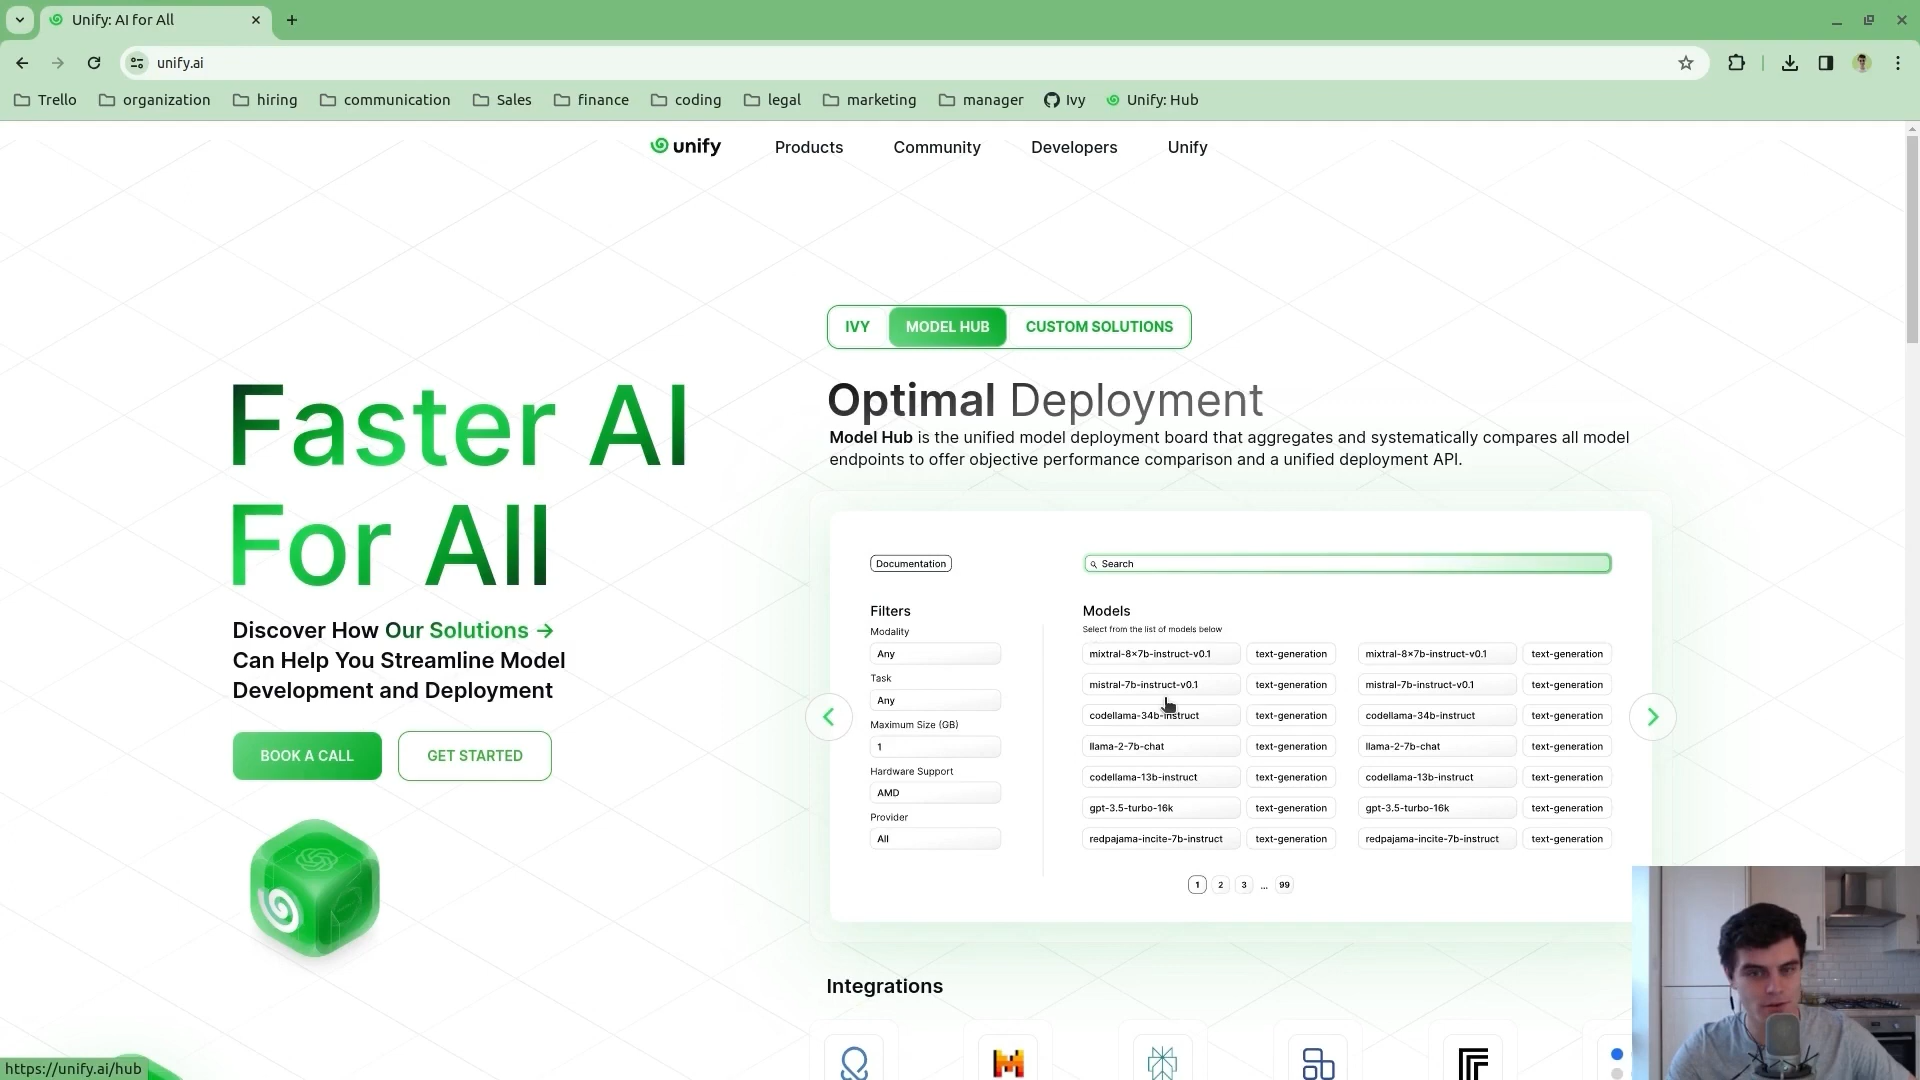 Unify: AI for All
unify.ai
Trello
organization
hiring
communication
Sales
finance
coding
legal
marketing
manager
Ivy
Unify: Hub
unify
Products
Community
Developers
Unify
IVY
MODEL HUB
CUSTOM SOLUTIONS
Faster AI
For All
Discover How Our Solutions →
Can Help You Streamline Model
Development and Deployment
BOOK A CALL
GET STARTED
Optimal Deployment
Model Hub is the unified model deployment board that aggregates and systematically compares all model
endpoints to offer objective performance comparison and a unified deployment API.
Documentation
Search
Filters
Modality
Any
Task
Any
Maximum Size (GB)
1
Hardware Support
AMD
Provider
All
Models
Select from the list of models below
mixtral-8x7b-instruct-v0.1 text-generation mixtral-8x7b-instruct-v0.1 text-generation
mistral-7b-instruct-v0.1 text-generation mistral-7b-instruct-v0.1 text-generation
codellama-34b-instruct text-generation codellama-34b-instruct text-generation
llama-2-7b-chat text-generation llama-2-7b-chat text-generation
codellama-13b-instruct text-generation codellama-13b-instruct text-generation
gpt-3.5-turbo-16k text-generation gpt-3.5-turbo-16k text-generation
redpajama-incite-7b-instruct text-generation redpajama-incite-7b-instruct text-generation
1 2 3 ... 99
Integrations
https://unify.ai/hub